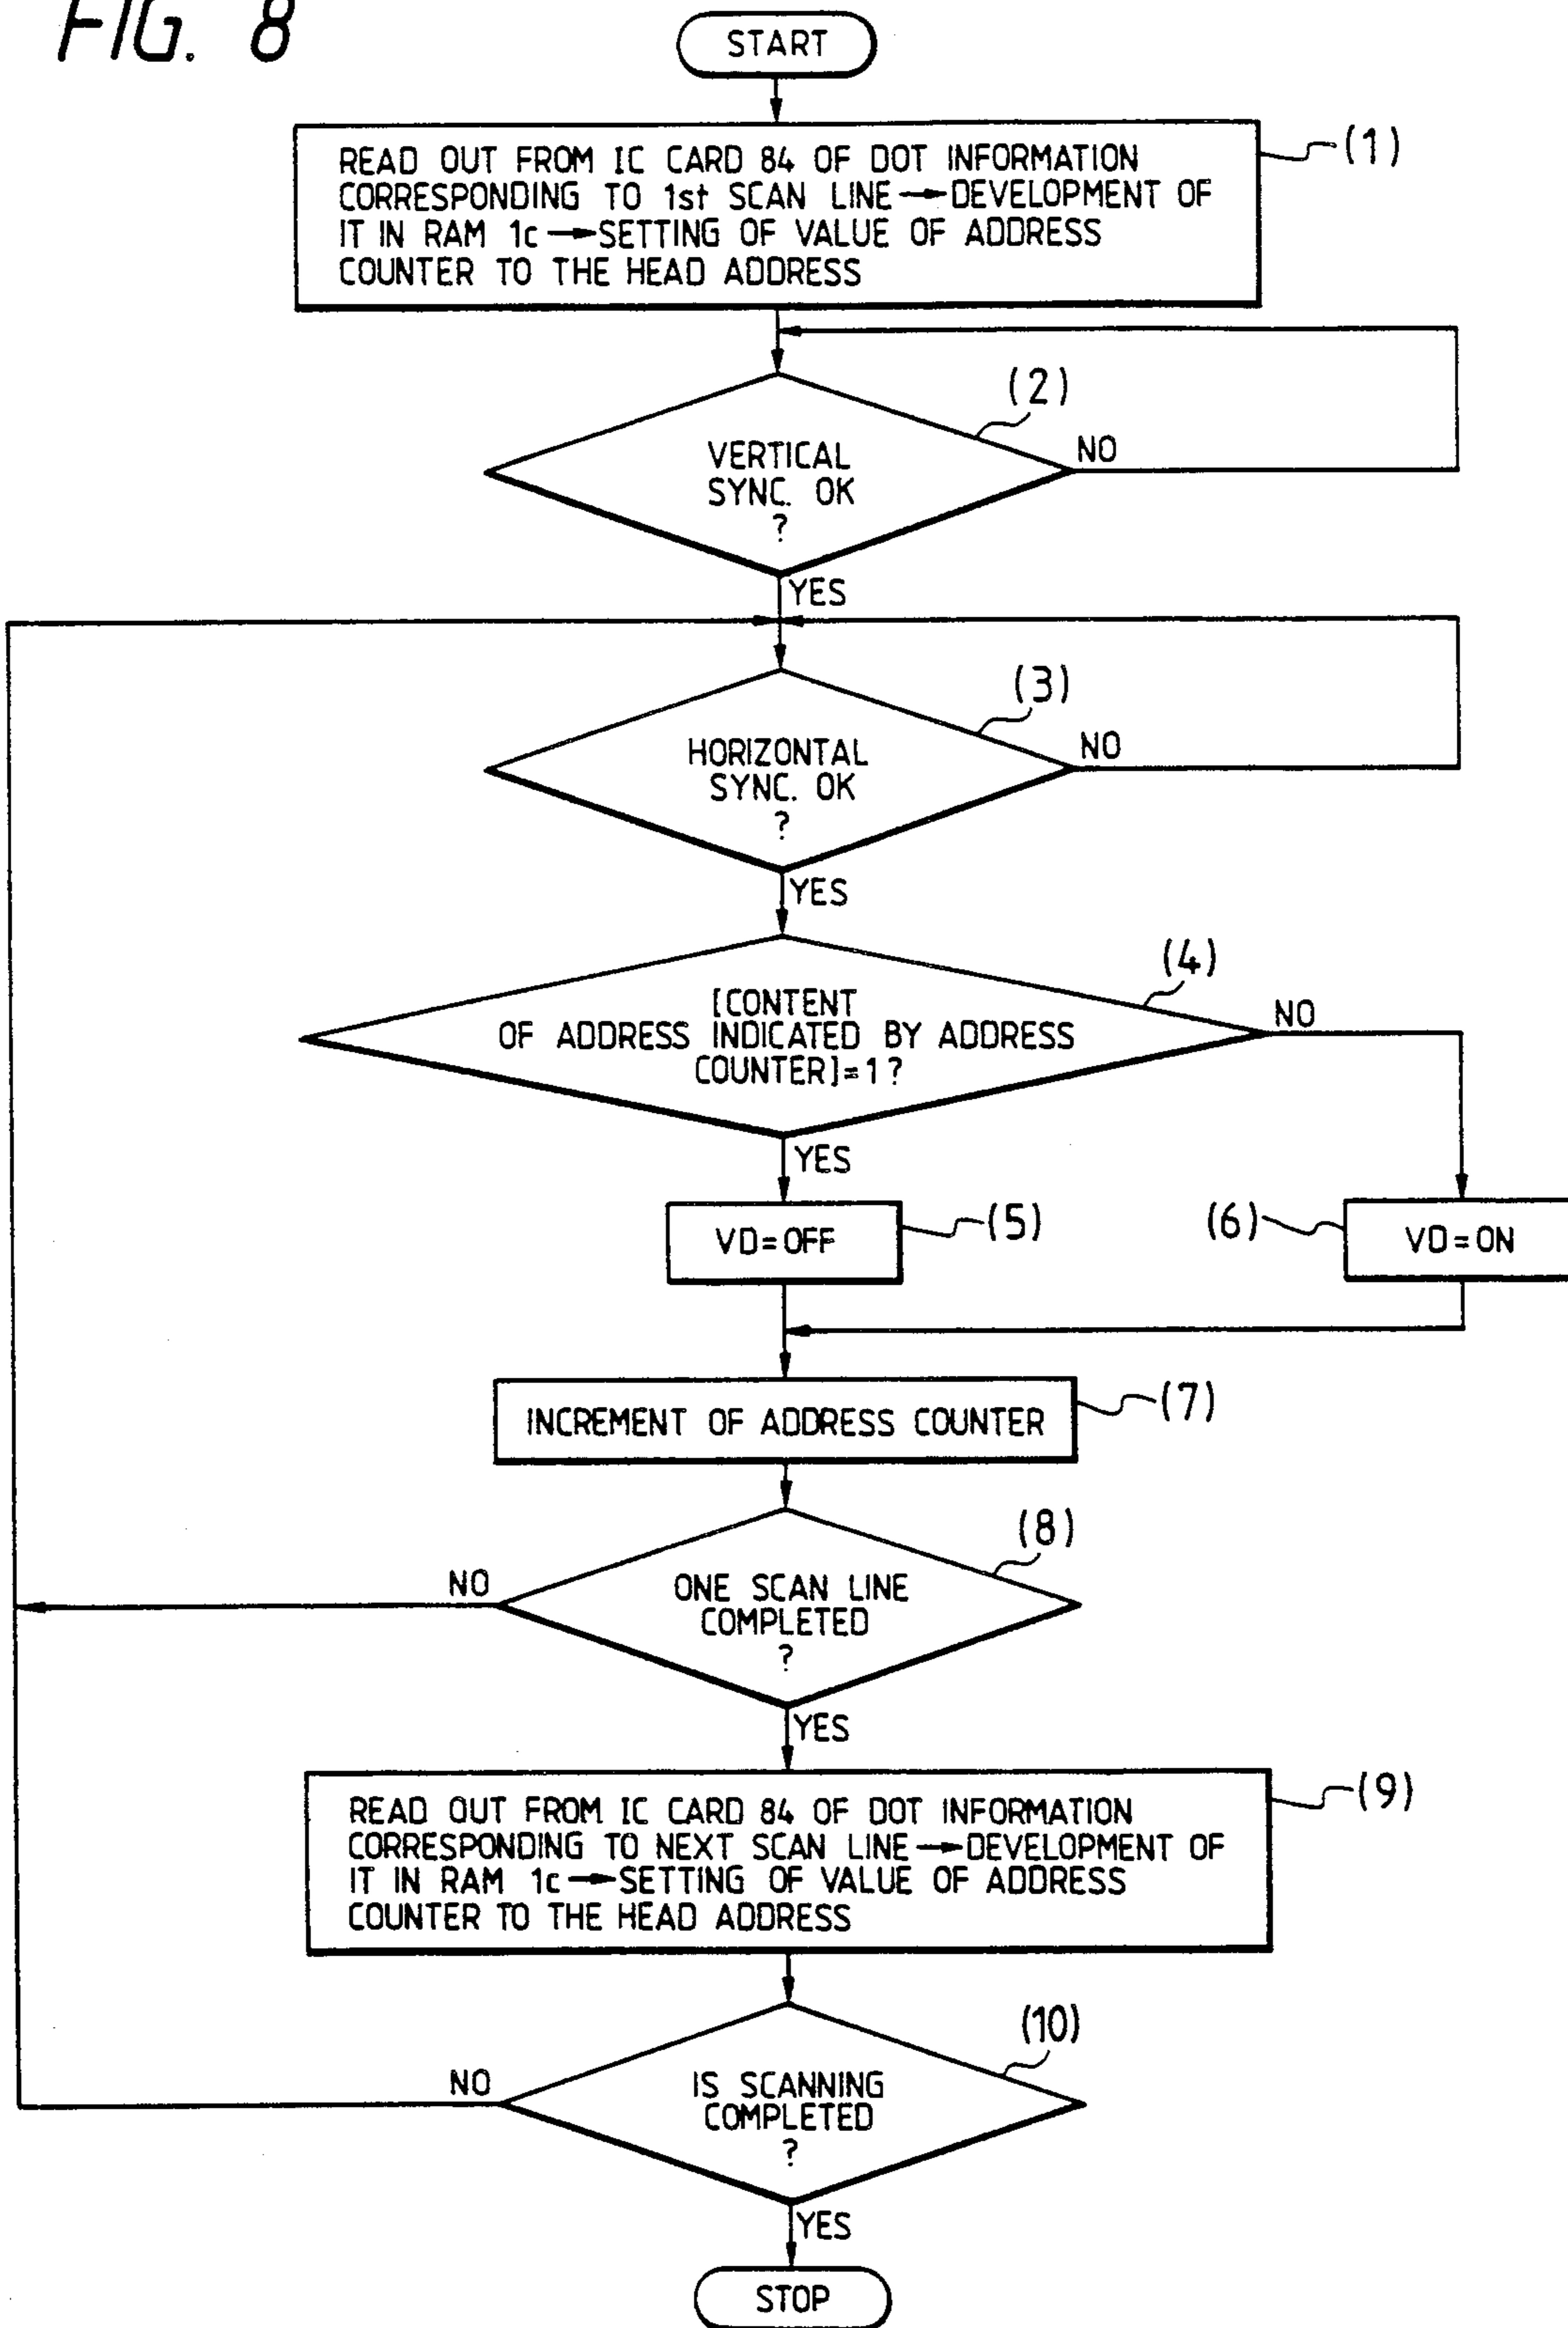 FIG. 8
START
READ OUT FROM IC CARD 84 OF DOT INFORMATION
CORRESPONDING TO 1st SCAN LINE → DEVELOPMENT OF
IT IN RAM 1c → SETTING OF VALUE OF ADDRESS
COUNTER TO THE HEAD ADDRESS
(1)
(2)
VERTICAL
SYNC. OK
?
NO
YES
(3)
HORIZONTAL
SYNC. OK
?
NO
YES
(4)
[CONTENT
OF ADDRESS INDICATED BY ADDRESS
COUNTER]=1?
NO
YES
VD=OFF
(5)
(6)
VD=ON
INCREMENT OF ADDRESS COUNTER
(7)
(8)
ONE SCAN LINE
COMPLETED
?
NO
YES
READ OUT FROM IC CARD 84 OF DOT INFORMATION
CORRESPONDING TO NEXT SCAN LINE → DEVELOPMENT OF
IT IN RAM 1c → SETTING OF VALUE OF ADDRESS
COUNTER TO THE HEAD ADDRESS
(9)
(10)
IS SCANNING
COMPLETED
?
NO
YES
STOP